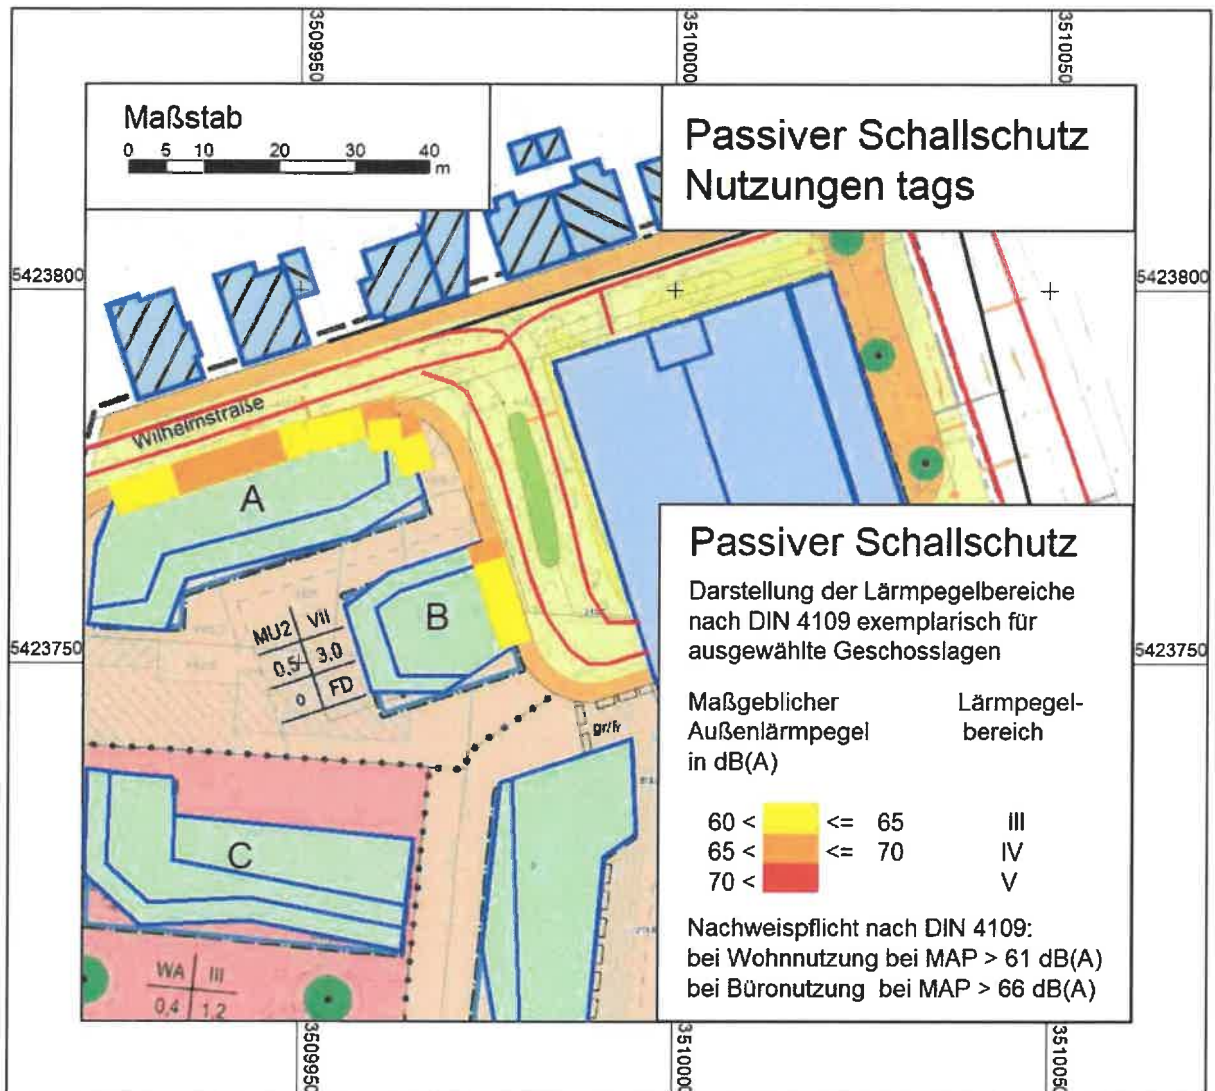 3509950
3510000
3510050
Maßstab
0 5 10 20 30 40
m
Passiver Schallschutz
Nutzungen tags
5423800
5423800
Wilhelmstraße
A
B
MU2 VII
0,5 3.0
o FD
5423750
5423750
gr/lr
C
WA III
0,4 1,2
Passiver Schallschutz
Darstellung der Lärmpegelbereiche
nach DIN 4109 exemplarisch für
ausgewählte Geschosslagen
Maßgeblicher Lärmpegel-
Außenlärmpegel bereich
in dB(A)
60 < <= 65 III
65 < <= 70 IV
70 < V
Nachweispflicht nach DIN 4109:
bei Wohnnutzung bei MAP > 61 dB(A)
bei Büronutzung bei MAP > 66 dB(A)
3509950
3510000
3510050